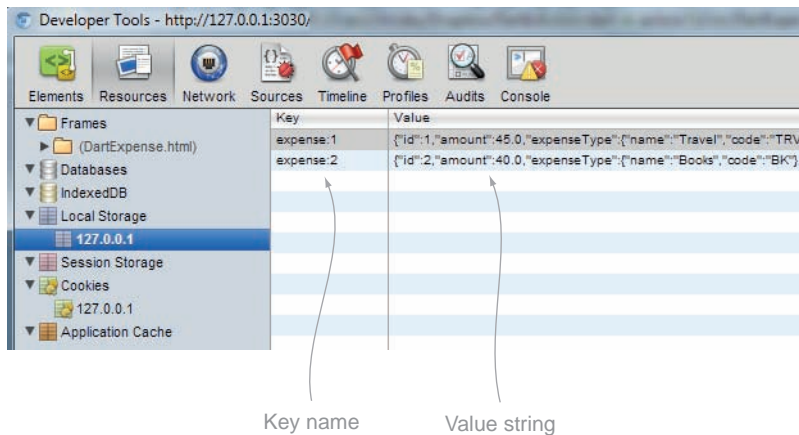 Developer Tools - http://127.0.0.1:3030/
Elements Resources Network Sources Timeline Profiles Audits Console
Frames
(DartExpense.html)
Databases
IndexedDB
Local Storage
127.0.0.1
Session Storage
Cookies
127.0.0.1
Application Cache
Key Value
expense:1 {"id":1,"amount":45.0,"expenseType":{"name":"Travel","code":"TRV
expense:2 {"id":2,"amount":40.0,"expenseType":{"name":"Books","code":"BK"}
Key name Value string